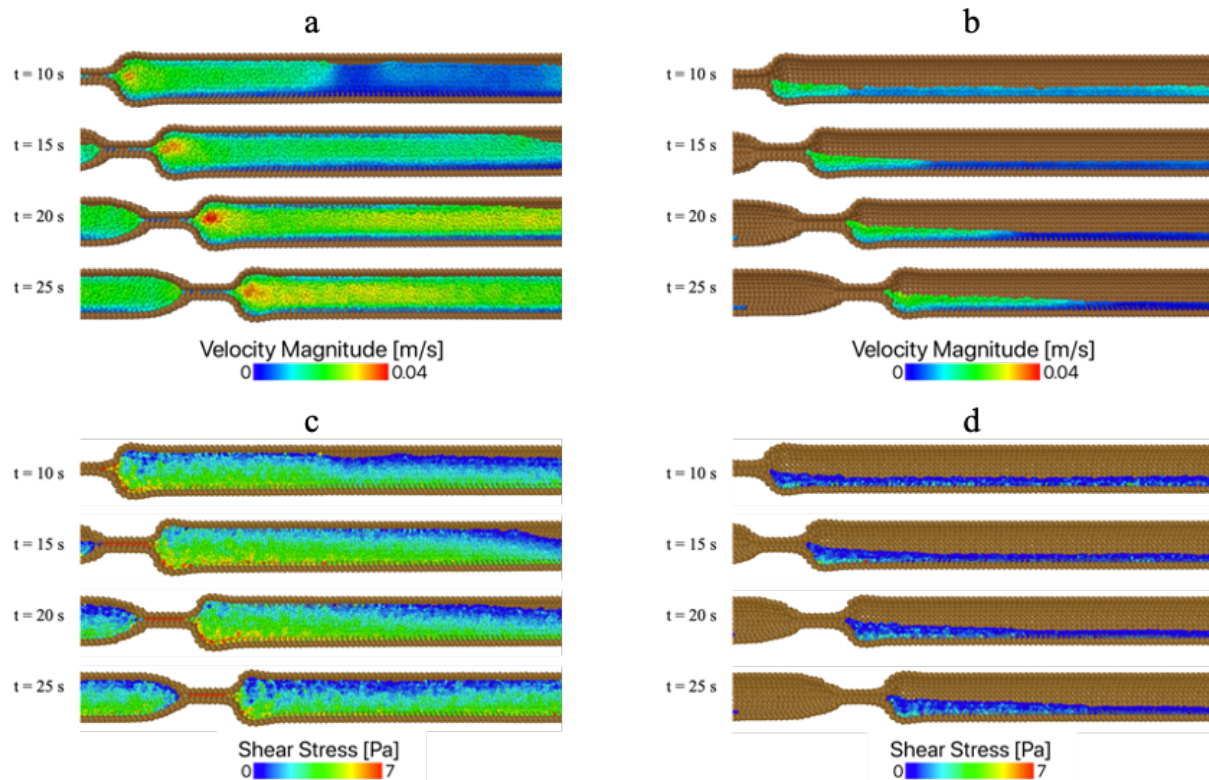 a
t = 10 s
t = 15 s
t = 20 s
t = 25 s
Velocity Magnitude [m/s]
0 0.04
b
t = 10 s
t = 15 s
t = 20 s
t = 25 s
Velocity Magnitude [m/s]
0 0.04
c
t = 10 s
t = 15 s
t = 20 s
t = 25 s
Shear Stress [Pa]
0 7
d
t = 10 s
t = 15 s
t = 20 s
t = 25 s
Shear Stress [Pa]
0 7